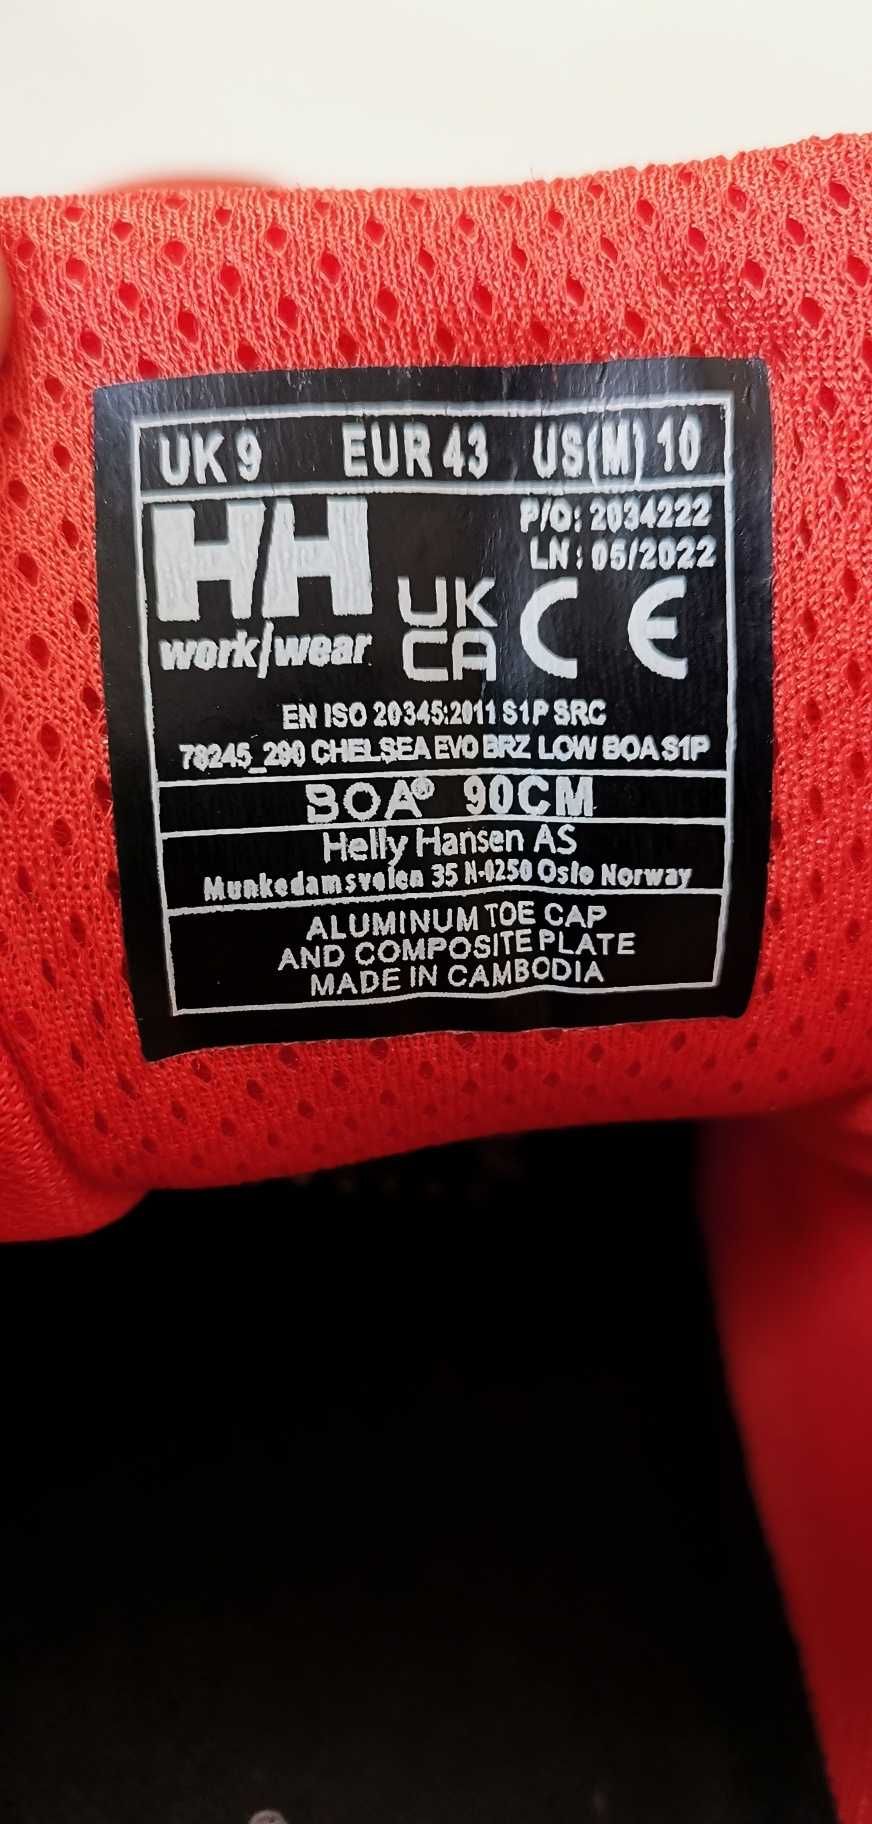 UK 9 EUR 43 US(M) 10
HH
work/wear
P/O: 2034222
LN: 05/2022
UK
CA
CE
EN ISO 20345:2011 S1P SRC
78245_290 CHELSEA EVO BRZ LOW BOA S1P
BOA® 90CM
Helly Hansen AS
Munkedamsveien 35 N-0250 Oslo Norway
ALUMINUM TOE CAP
AND COMPOSITE PLATE
MADE IN CAMBODIA